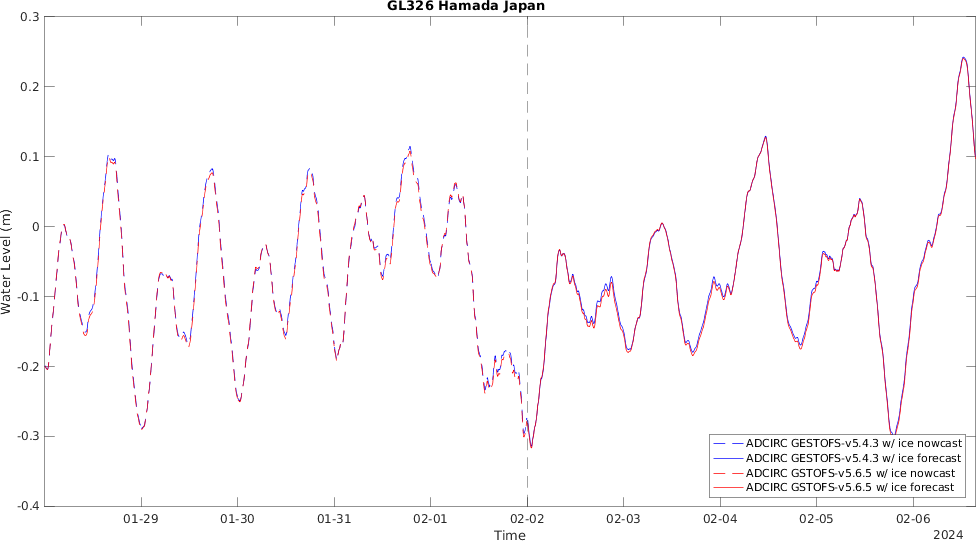 GL326 Hamada Japan
0.3
0.2
0.1
0
-0.1
-0.2
-0.3
-0.4
Water Level (m)
ADCIRC GESTOFS-v5.4.3 w/ ice nowcast
ADCIRC GESTOFS-v5.4.3 w/ ice forecast
ADCIRC GSTOFS-v5.6.5 w/ ice nowcast
ADCIRC GSTOFS-v5.6.5 w/ ice forecast
01-29 01-30 01-31 02-01 02-02 02-03 02-04 02-05 02-06
Time
2024